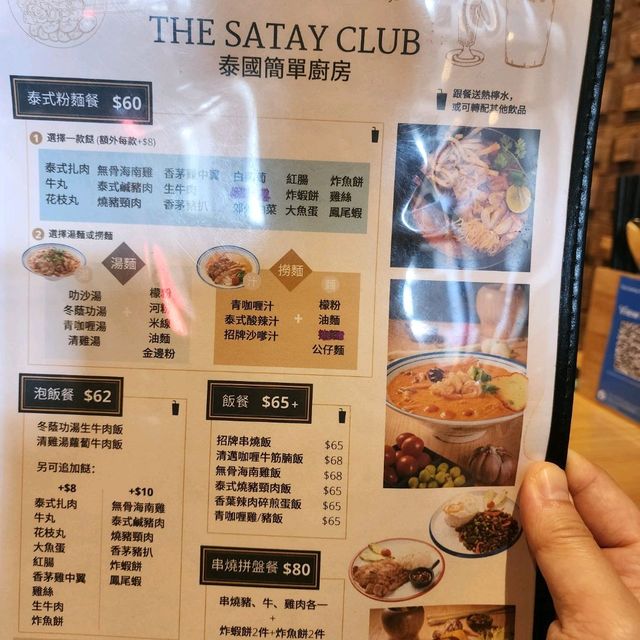 THE SATAY CLUB
泰國簡單廚房
跟餐送熱檸水，
或可轉配其他飲品
泰式粉麵餐 $60
1 選擇一款餸 (額外每款+$8)
泰式扎肉 無骨海南雞 香茅雞中翼 紅腸 炸魚餅
牛丸 泰式鹹豬肉 生牛肉 炸蝦餅 雞絲
花枝丸 燒豬頸肉 香茅豬扒 大魚蛋 鳳尾蝦
2 選擇湯麵或撈麵
湯麵
撈麵
叻沙湯
冬蔭功湯
青咖喱湯
清雞湯
+
檬粉
河粉
米線
油麵
金邊粉
青咖喱汁
泰式酸辣汁
招牌沙嗲汁
+
檬粉
油麵
公仔麵
泡飯餐 $62
冬蔭功湯生牛肉飯
清雞湯蘿蔔牛肉飯
另可追加餸：
+$8
泰式扎肉
牛丸
花枝丸
大魚蛋
紅腸
香茅雞中翼
雞絲
生牛肉
炸魚餅
+$10
無骨海南雞
泰式鹹豬肉
燒豬頸肉
香茅豬扒
炸蝦餅
鳳尾蝦
飯餐 $65+
招牌串燒飯 $65
清邁咖喱牛筋腩飯 $68
無骨海南雞飯 $68
泰式燒豬頸肉飯 $65
香葉辣肉碎煎蛋飯 $65
青咖喱雞/豬飯 $65
串燒拼盤餐 $80
串燒豬、牛、雞肉各一
+
炸蝦餅2件+炸魚餅2件
View